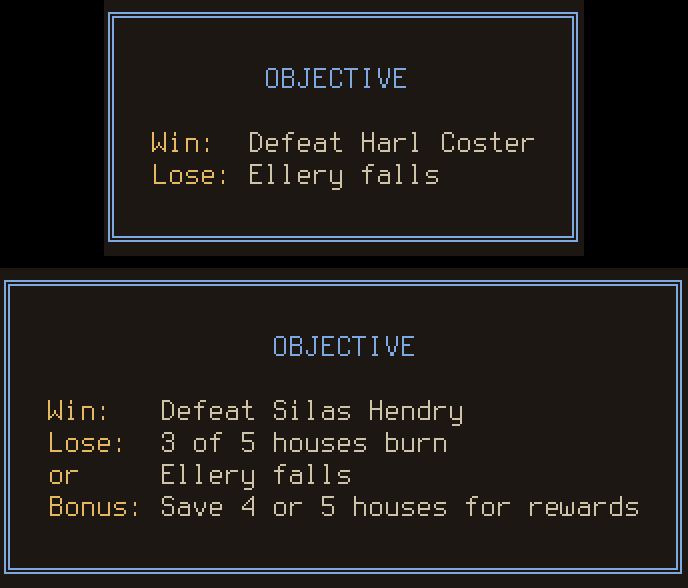 OBJECTIVE
Win: Defeat Harl Coster
Lose: Ellery falls
OBJECTIVE
Win: Defeat Silas Hendry
Lose: 3 of 5 houses burn
or Ellery falls
Bonus: Save 4 or 5 houses for rewards